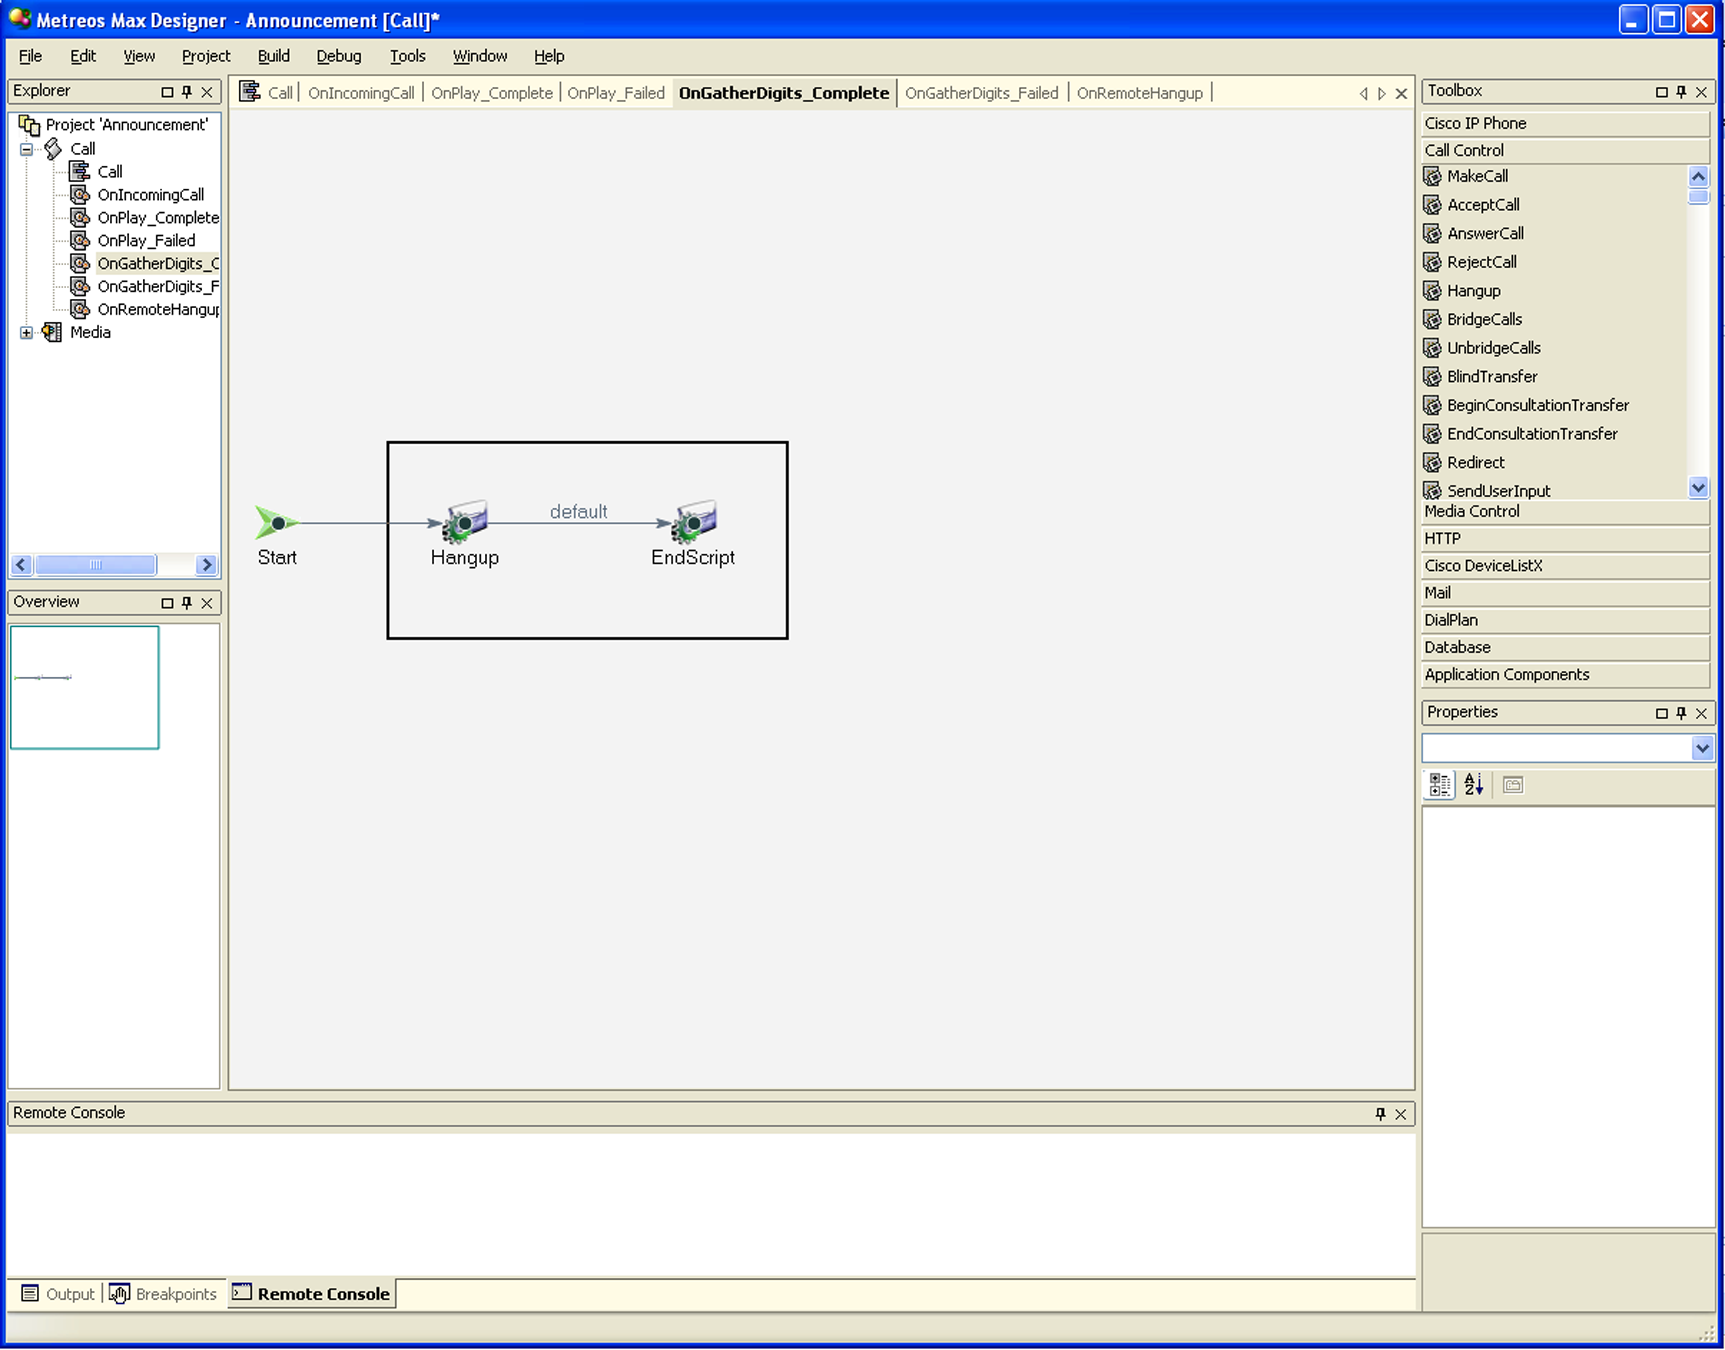 Metreos Max Designer - Announcement [Call]*
File Edit View Project Build Debug Tools Window Help
Explorer
Project 'Announcement'
Call
Call
OnIncomingCall
OnPlay_Complete
OnPlay_Failed
OnGatherDigits_C
OnGatherDigits_F
OnRemoteHangup
Media
Overview
Call OnIncomingCall OnPlay_Complete OnPlay_Failed OnGatherDigits_Complete OnGatherDigits_Failed OnRemoteHangup
default
Start Hangup EndScript
Toolbox
Cisco IP Phone
Call Control
MakeCall
AcceptCall
AnswerCall
RejectCall
Hangup
BridgeCalls
UnbridgeCalls
BlindTransfer
BeginConsultationTransfer
EndConsultationTransfer
Redirect
SendUserInput
Media Control
HTTP
Cisco DeviceListX
Mail
DialPlan
Database
Application Components
Properties
Remote Console
Output Breakpoints Remote Console